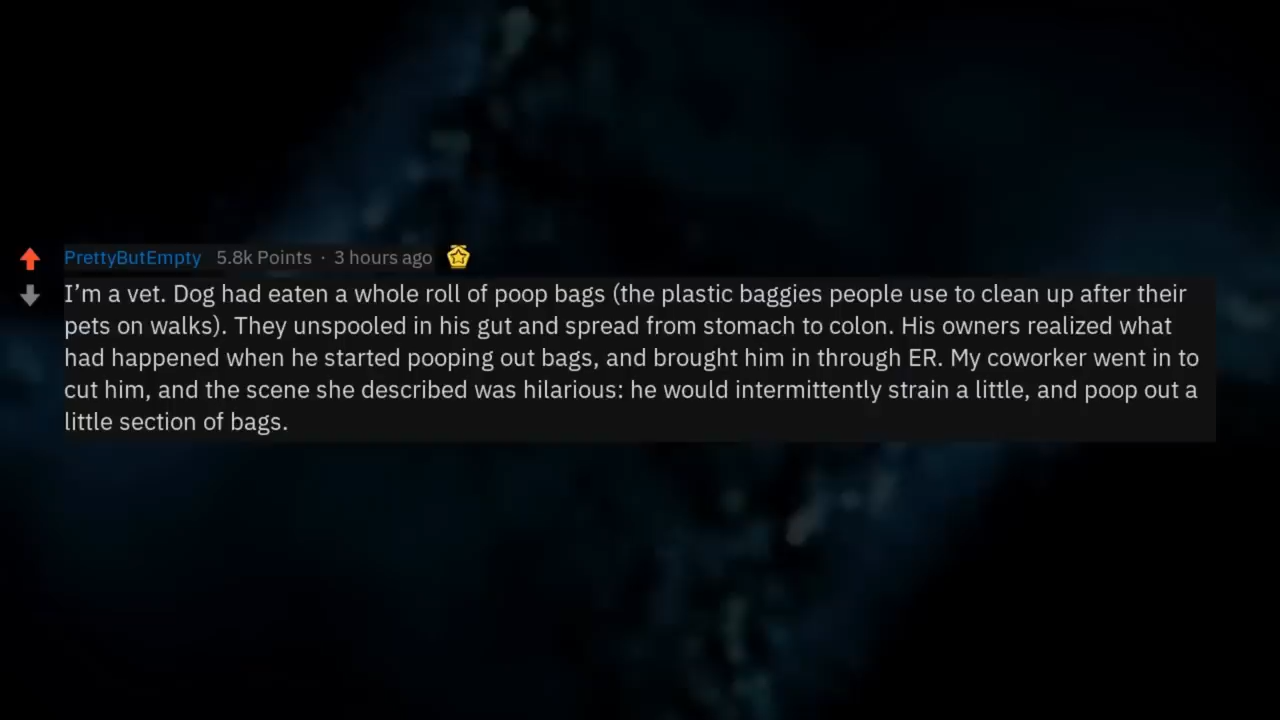 PrettyButEmpty 5.8k Points · 3 hours ago
I’m a vet. Dog had eaten a whole roll of poop bags (the plastic baggies people use to clean up after their
pets on walks). They unspooled in his gut and spread from stomach to colon. His owners realized what
had happened when he started pooping out bags, and brought him in through ER. My coworker went in to
cut him, and the scene she described was hilarious: he would intermittently strain a little, and poop out a
little section of bags.